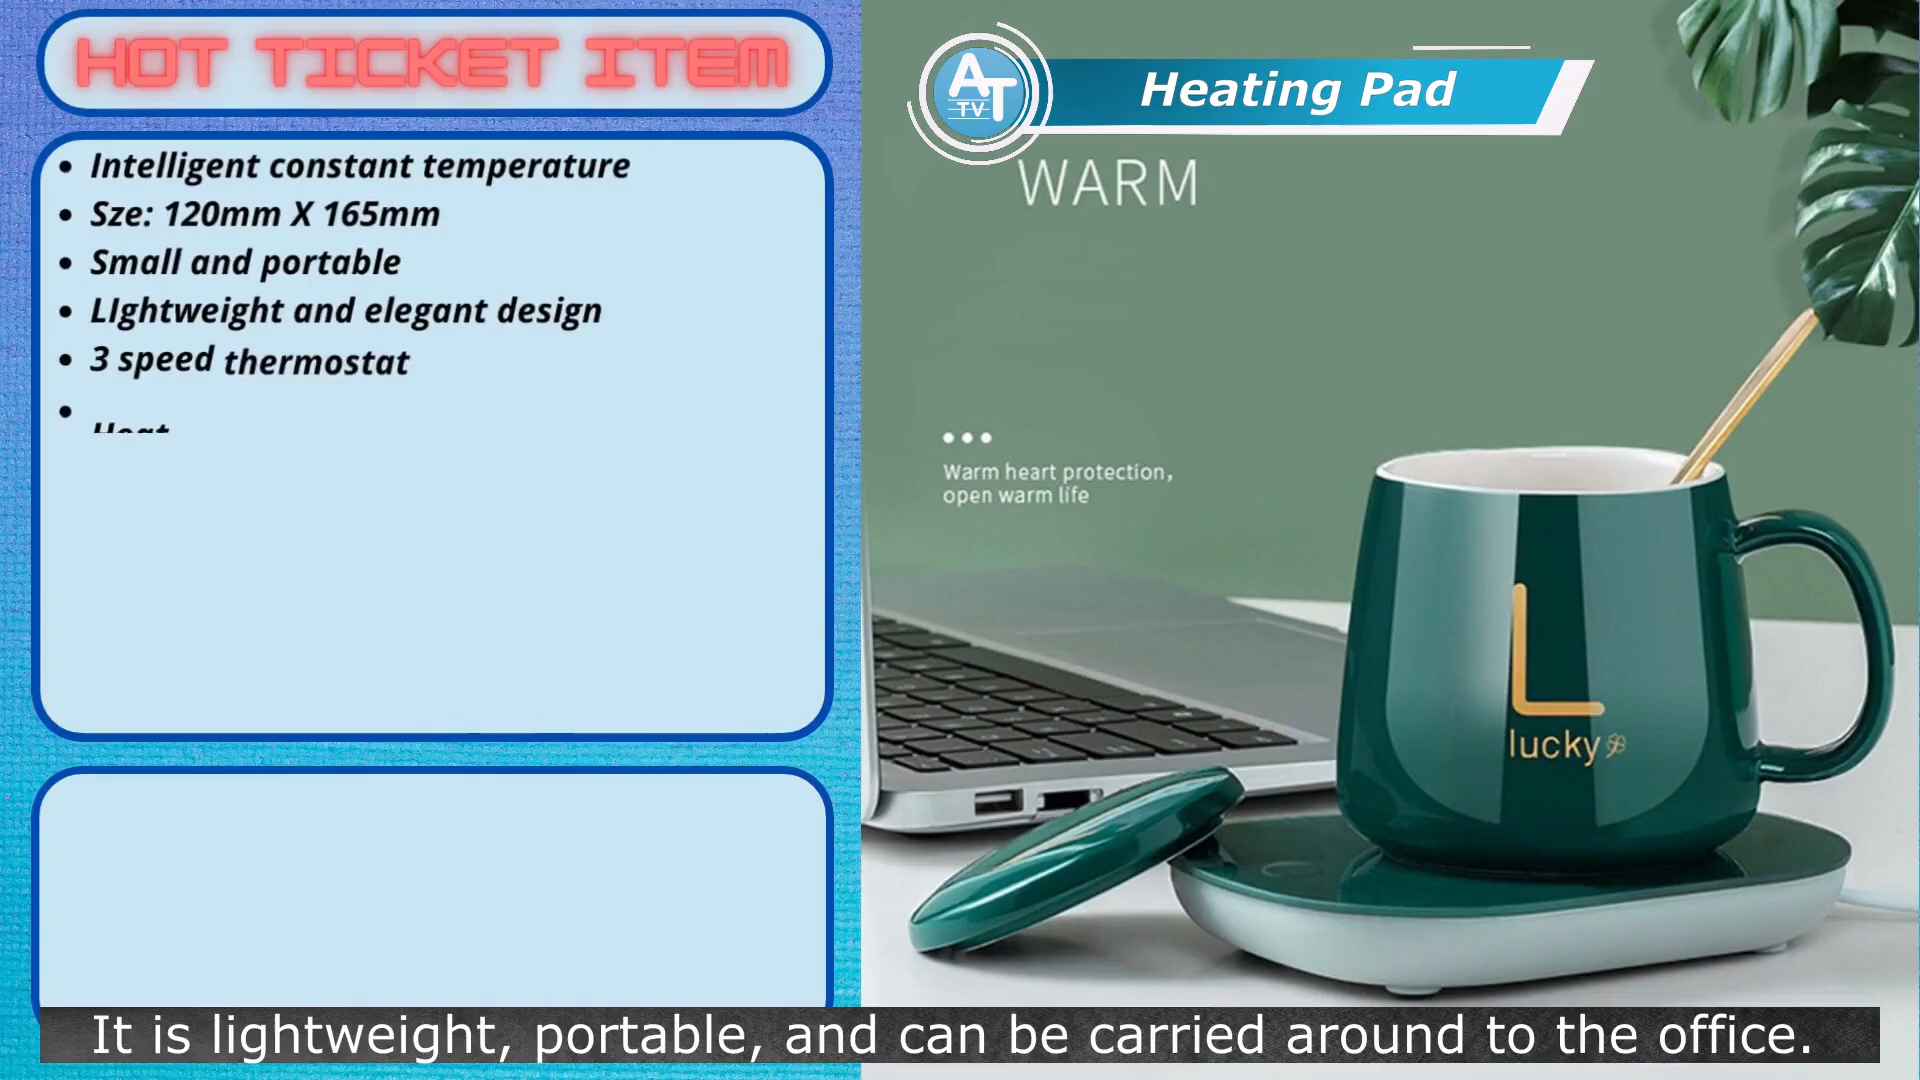 HOT TICKET ITEM
• Intelligent constant temperature
• Sze: 120mm X 165mm
• Small and portable
• LIghtweight and elegant design
• 3 speed thermostat
• Heat
AT
TV
Heating Pad
WARM
Warm heart protection,
open warm life
L
lucky
It is lightweight, portable, and can be carried around to the office.